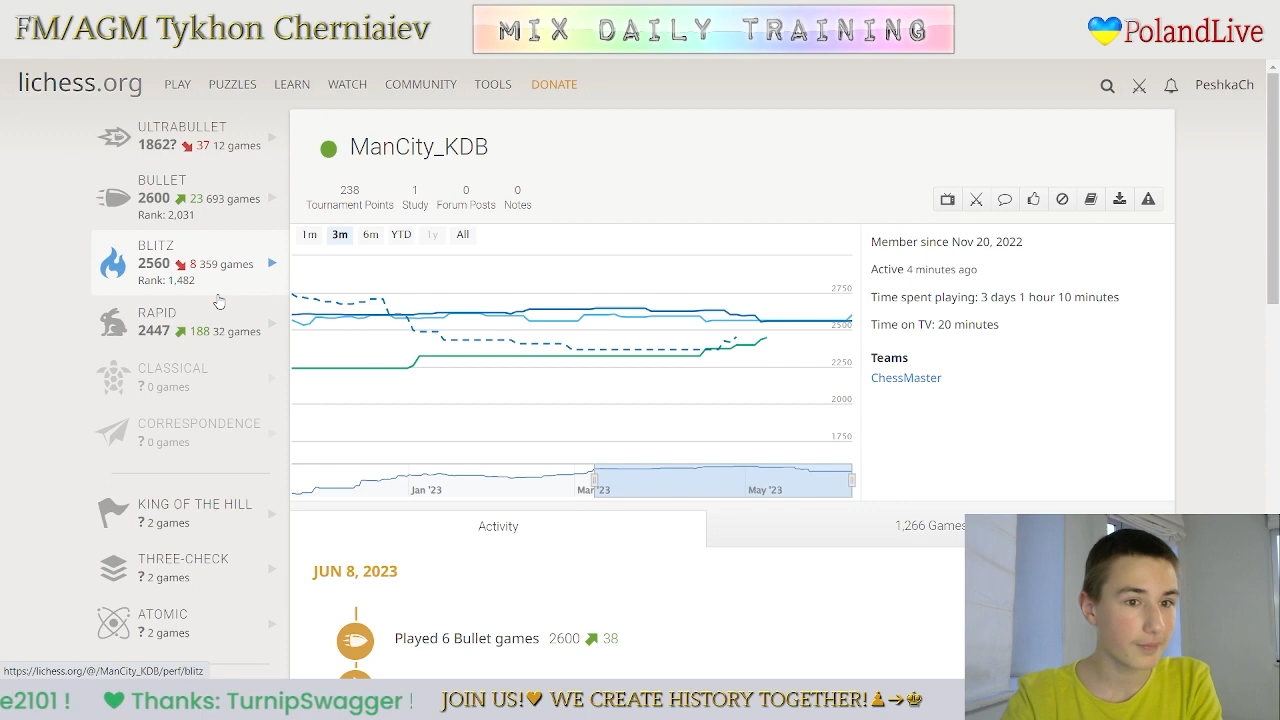 FM/AGM Tykhon Cherniaiev
MIX DAILY TRAINING
PolandLive
lichess.org
PLAY PUZZLES LEARN WATCH COMMUNITY TOOLS DONATE
PeshkaCh
ULTRABULLET
1862? 37 12 games
BULLET
2600 23 693 games
Rank: 2,031
BLITZ
2560 8 359 games
Rank: 1,482
RAPID
2447 188 32 games
CLASSICAL
? 0 games
CORRESPONDENCE
? 0 games
KING OF THE HILL
? 2 games
THREE-CHECK
? 2 games
ATOMIC
? 2 games
ManCity_KDB
238 1 0 0
Tournament Points Study Forum Posts Notes
1m 3m 6m YTD 1y All
2750
2500
2250
2000
1750
Jan '23 Mar '23 May '23
Member since Nov 20, 2022
Active 4 minutes ago
Time spent playing: 3 days 1 hour 10 minutes
Time on TV: 20 minutes
Teams
ChessMaster
Activity
1,266 Games
JUN 8, 2023
Played 6 Bullet games 2600 38
https://lichess.org/@/ManCity_KDB/perf/blitz
e2101 ! Thanks: TurnipSwagger !
JOIN US! WE CREATE HISTORY TOGETHER!